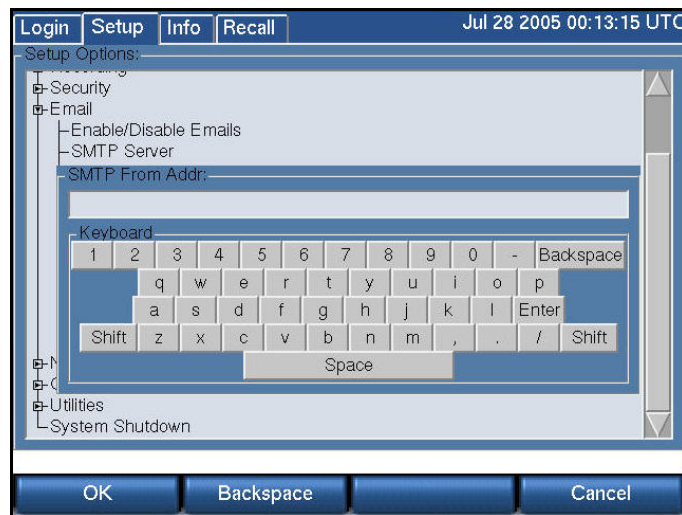 Login Setup Info Recall Jul 28 2005 00:13:15 UTC
Setup Options:
Security
Email
Enable/Disable Emails
SMTP Server
SMTP From Addr:
Keyboard
1 2 3 4 5 6 7 8 9 0 - Backspace
q w e r t y u i o p
a s d f g h j k l Enter
Shift z x c v b n m , . / Shift
Space
Utilities
System Shutdown
OK Backspace Cancel